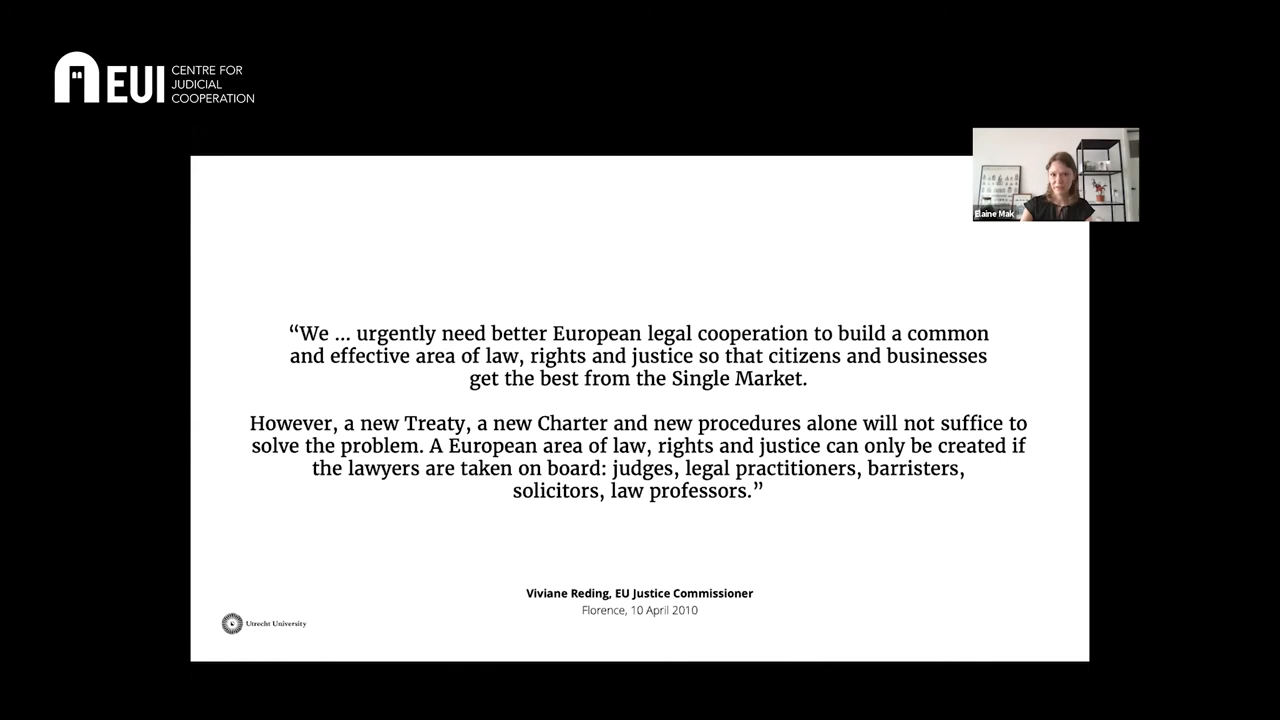 EUI
CENTRE FOR
JUDICIAL
COOPERATION
Elaine Mak
“We ... urgently need better European legal cooperation to build a common
and effective area of law, rights and justice so that citizens and businesses
get the best from the Single Market.
However, a new Treaty, a new Charter and new procedures alone will not suffice to
solve the problem. A European area of law, rights and justice can only be created if
the lawyers are taken on board: judges, legal practitioners, barristers,
solicitors, law professors.”
Viviane Reding, EU Justice Commissioner
Florence, 10 April 2010
Utrecht University